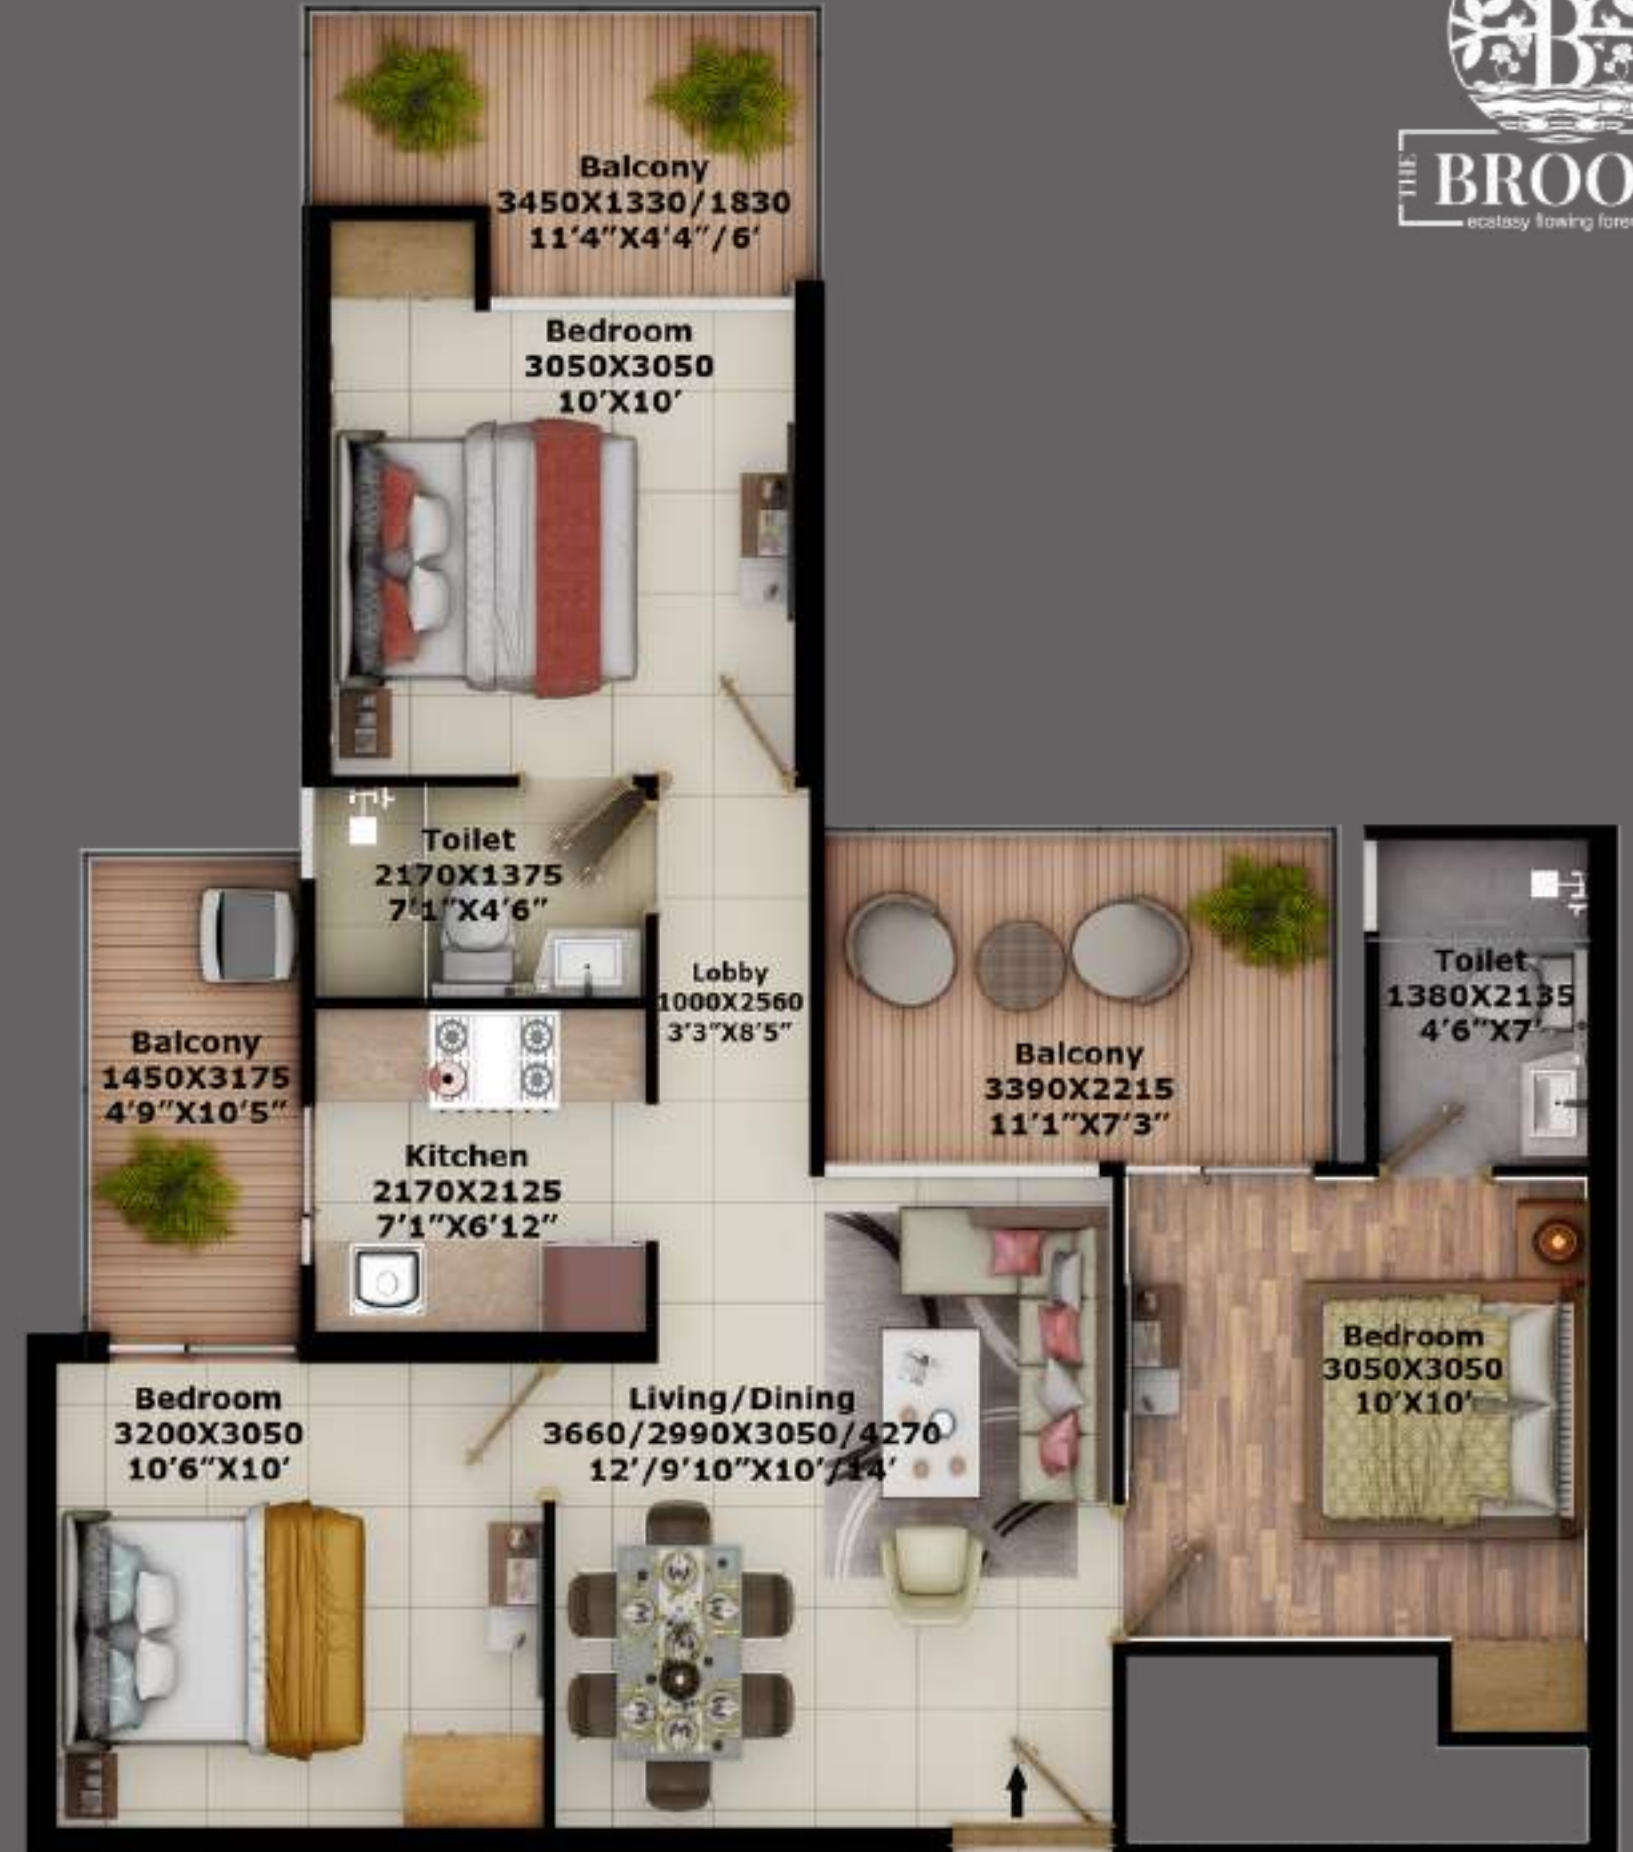 B
THE
BROO
ecstasy flowing fore
Balcony
3450X1330/1830
11'4"X4'4"/6'
Bedroom
3050X3050
10'X10'
Toilet
2170X1375
7'1"X4'6"
Lobby
1000X2560
3'3"X8'5"
Toilet
1380X2135
4'6"X7'
Balcony
1450X3175
4'9"X10'5"
Balcony
3390X2215
11'1"X7'3"
Kitchen
2170X2125
7'1"X6'12"
Bedroom
3050X3050
10'X10'
Bedroom
3200X3050
10'6"X10'
Living/Dining
3660/2990X3050/4270
12'/9'10"X10'/14'